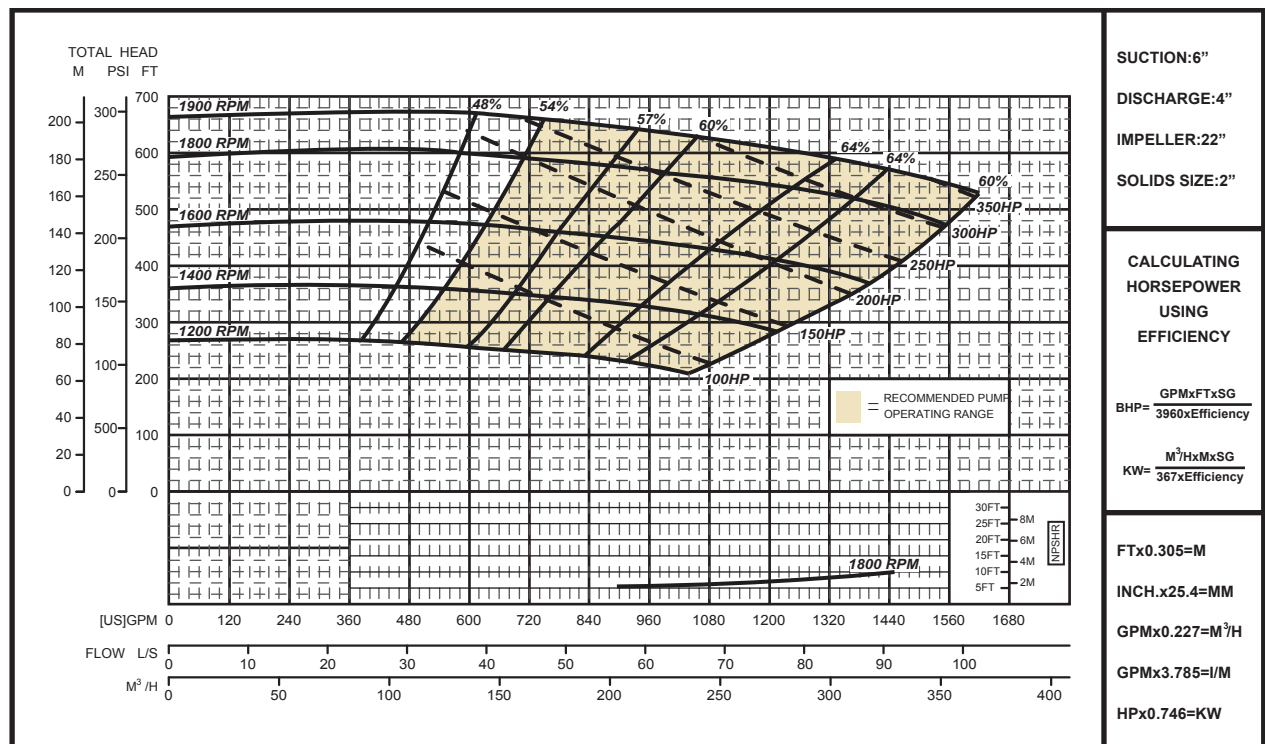 TOTAL HEAD
M PSI FT
700
600
500
400
300
200
100
0
300
250
200
150
100
500
0
200
180
160
140
120
100
80
60
40
20
0
1900 RPM
1800 RPM
1600 RPM
1400 RPM
1200 RPM
48%
54%
57%
60%
64%
64%
60%
350HP
300HP
250HP
200HP
150HP
100HP
= RECOMMENDED PUMP
OPERATING RANGE
30FT
25FT
20FT
15FT
10FT
5FT
8M
6M
4M
2M
NPSHR
1800 RPM
[US]GPM 0 120 240 360 480 600 720 840 960 1080 1200 1320 1440 1560 1680
FLOW L/S 0 10 20 30 40 50 60 70 80 90 100
M³/H 0 50 100 150 200 250 300 350 400
SUCTION:6”
DISCHARGE:4”
IMPELLER:22”
SOLIDS SIZE:2”
CALCULATING
HORSEPOWER
USING
EFFICIENCY
BHP= GPMxFTxSG
3960xEfficiency
KW= M³/HxMxSG
367xEfficiency
FTx0.305=M
INCH.x25.4=MM
GPMx0.227=M³/H
GPMx3.785=l/M
HPx0.746=KW